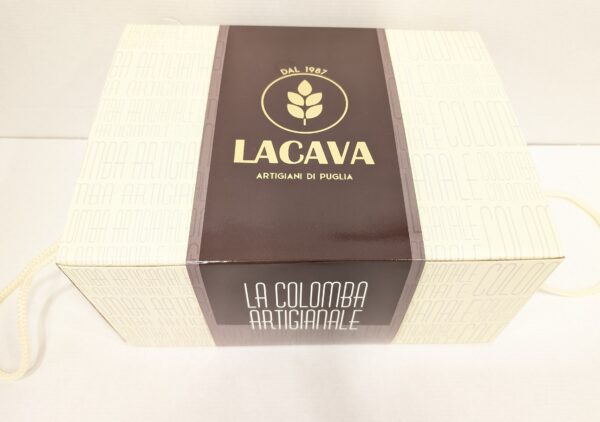 DAL 1987
LACAVA
ARTIGIANI DI PUGLIA
LA COLOMBA
ARTIGIANALE